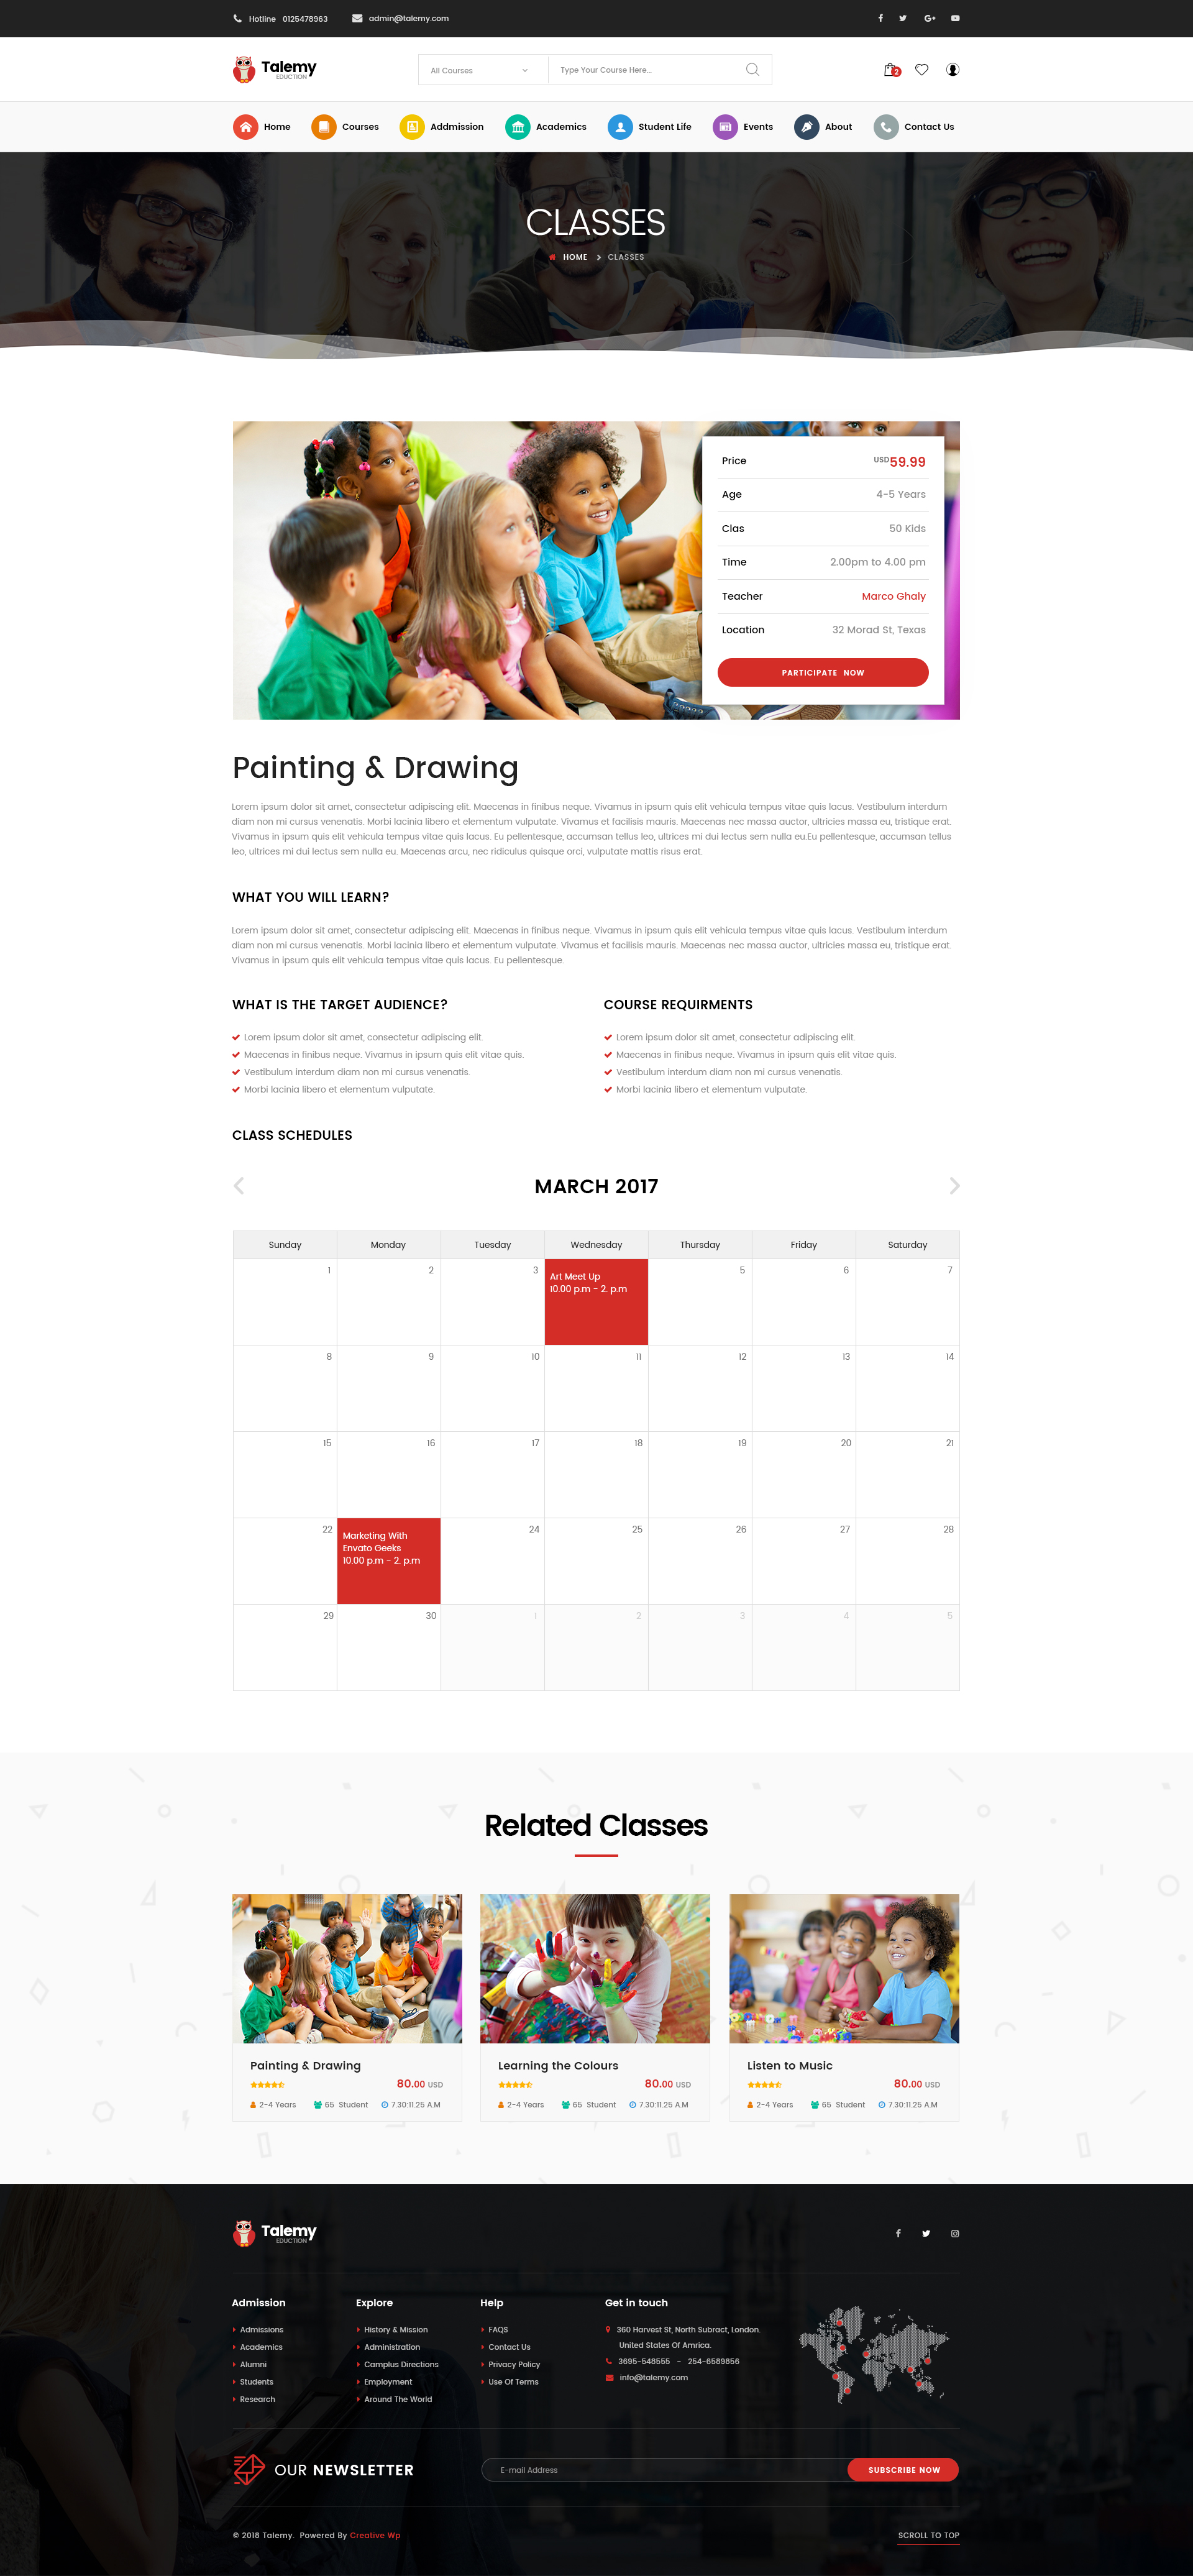 Hotline 0125478963 admin@talemy.com
Talemy
EDUCTION
All Courses Type Your Course Here... 2
Home Courses Addmission Academics Student Life Events About Contact Us
CLASSES
HOME CLASSES
Price USD59.99
Age 4-5 Years
Clas 50 Kids
Time 2.00pm to 4.00 pm
Teacher Marco Ghaly
Location 32 Morad St, Texas
PARTICIPATE NOW
Painting & Drawing
Lorem ipsum dolor sit amet, consectetur adipiscing elit. Maecenas in finibus neque. Vivamus in ipsum quis elit vehicula tempus vitae quis lacus. Vestibulum interdum
diam non mi cursus venenatis. Morbi lacinia libero et elementum vulputate. Vivamus et facilisis mauris. Maecenas nec massa auctor, ultricies massa eu, tristique erat.
Vivamus in ipsum quis elit vehicula tempus vitae quis lacus. Eu pellentesque, accumsan tellus leo, ultrices mi dui lectus sem nulla eu.Eu pellentesque, accumsan tellus
leo, ultrices mi dui lectus sem nulla eu. Maecenas arcu, nec ridiculus quisque orci, vulputate mattis risus erat.
WHAT YOU WILL LEARN?
Lorem ipsum dolor sit amet, consectetur adipiscing elit. Maecenas in finibus neque. Vivamus in ipsum quis elit vehicula tempus vitae quis lacus. Vestibulum interdum
diam non mi cursus venenatis. Morbi lacinia libero et elementum vulputate. Vivamus et facilisis mauris. Maecenas nec massa auctor, ultricies massa eu, tristique erat.
Vivamus in ipsum quis elit vehicula tempus vitae quis lacus. Eu pellentesque.
WHAT IS THE TARGET AUDIENCE?
Lorem ipsum dolor sit amet, consectetur adipiscing elit.
Maecenas in finibus neque. Vivamus in ipsum quis elit vitae quis.
Vestibulum interdum diam non mi cursus venenatis.
Morbi lacinia libero et elementum vulputate.
COURSE REQUIRMENTS
Lorem ipsum dolor sit amet, consectetur adipiscing elit.
Maecenas in finibus neque. Vivamus in ipsum quis elit vitae quis.
Vestibulum interdum diam non mi cursus venenatis.
Morbi lacinia libero et elementum vulputate.
CLASS SCHEDULES
MARCH 2017
Sunday Monday Tuesday Wednesday Thursday Friday Saturday
1 2 3 5 6 7
Art Meet Up
10.00 p.m - 2. p.m
8 9 10 11 12 13 14
15 16 17 18 19 20 21
22 24 25 26 27 28
Marketing With
Envato Geeks
10.00 p.m - 2. p.m
29 30 1 2 3 4 5
Related Classes
Painting & Drawing
80.00 USD
2-4 Years 65 Student 7.30:11.25 A.M
Learning the Colours
80.00 USD
2-4 Years 65 Student 7.30:11.25 A.M
Listen to Music
80.00 USD
2-4 Years 65 Student 7.30:11.25 A.M
Talemy
EDUCTION
Admission
Admissions
Academics
Alumni
Students
Research
Explore
History & Mission
Administration
Camplus Directions
Employment
Around The World
Help
FAQS
Contact Us
Privacy Policy
Use Of Terms
Get in touch
360 Harvest St, North Subract, London.
United States Of Amrica.
3695-548555 - 254-6589856
info@talemy.com
OUR NEWSLETTER
E-mail Address SUBSCRIBE NOW
© 2018 Talemy. Powered By Creative Wp SCROLL TO TOP